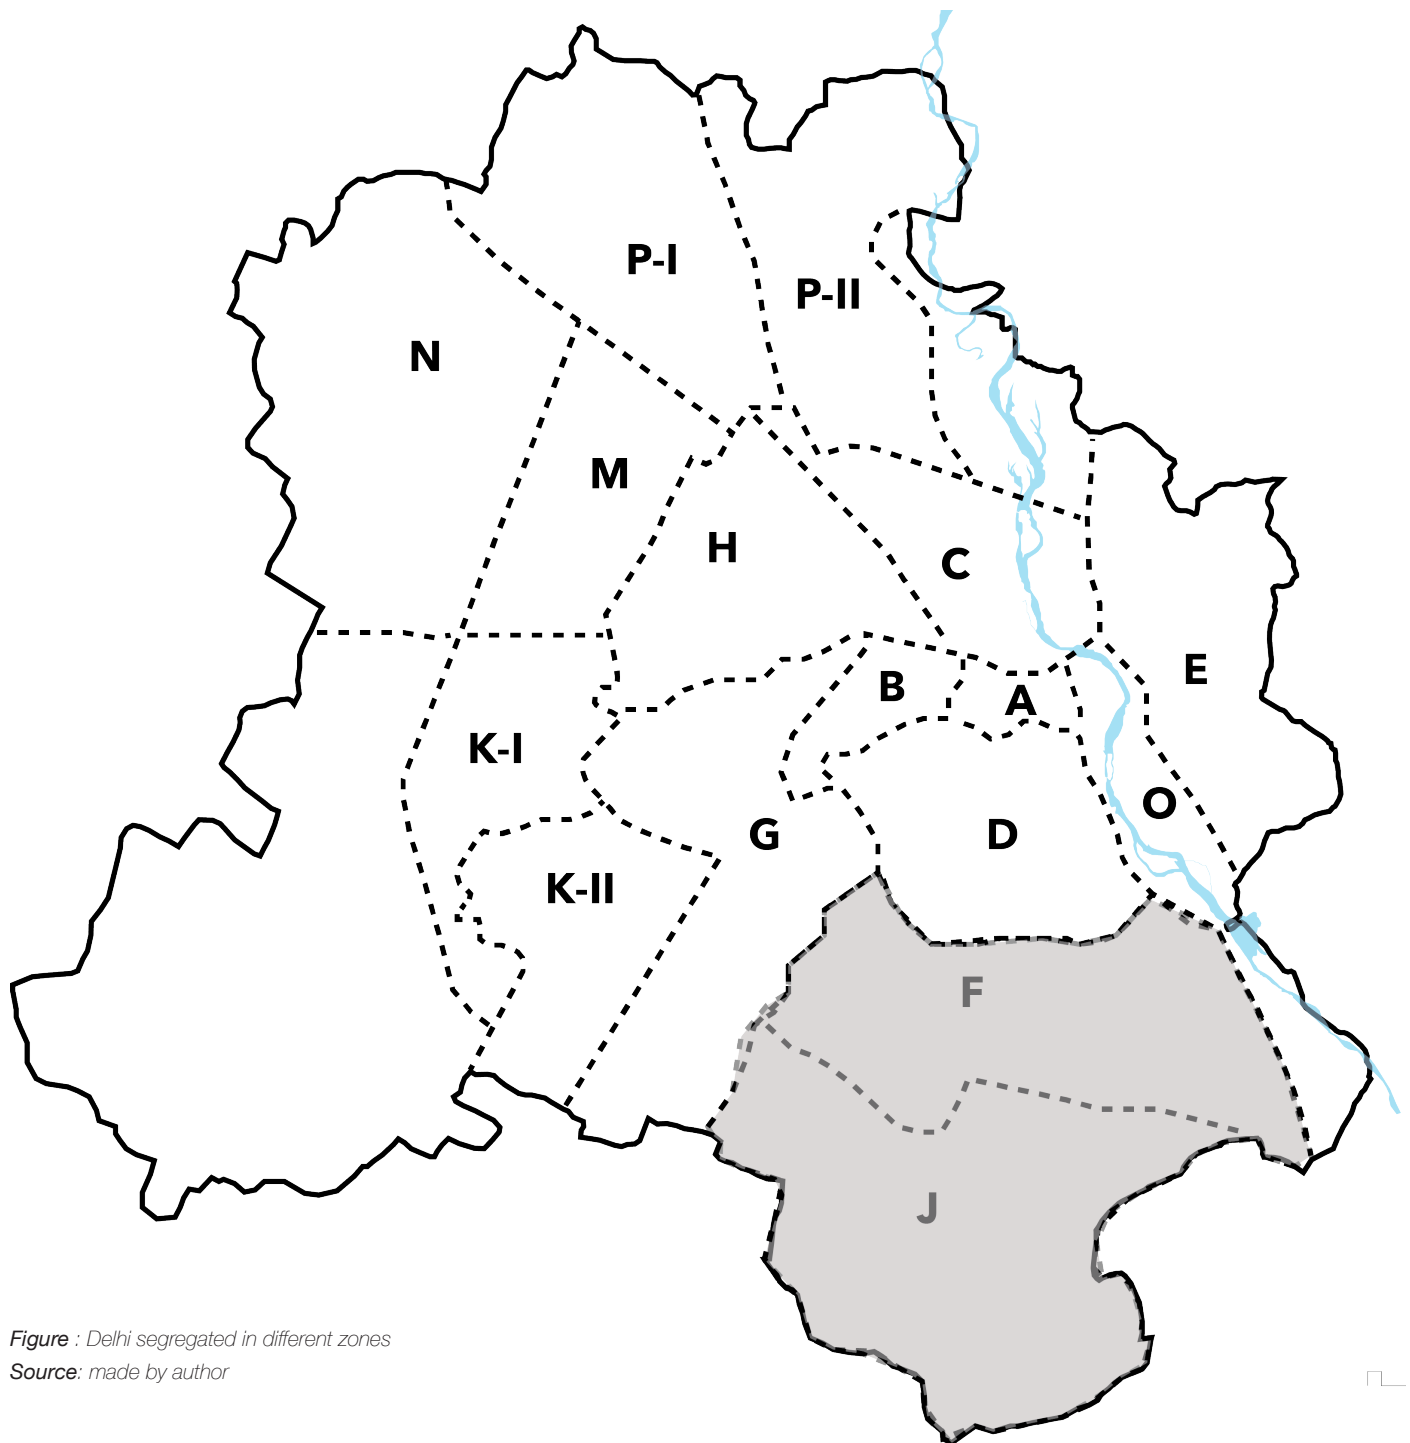 P-I
P-II
N
M
H
C
E
B
A
K-I
O
G
D
K-II
F
J
Figure : Delhi segregated in different zones
Source: made by author